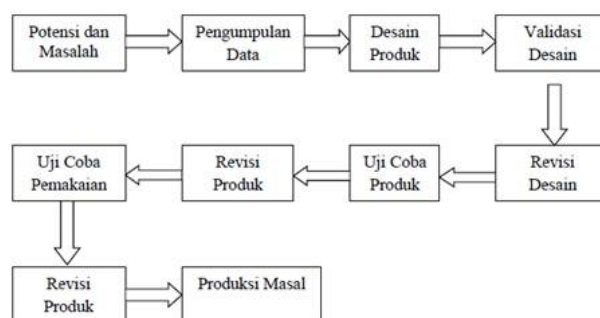 Potensi dan
Masalah
Pengumpulan
Data
Desain
Produk
Validasi
Desain
Revisi
Desain
Uji Coba
Produk
Revisi
Produk
Uji Coba
Pemakaian
Revisi
Produk
Produksi Masal